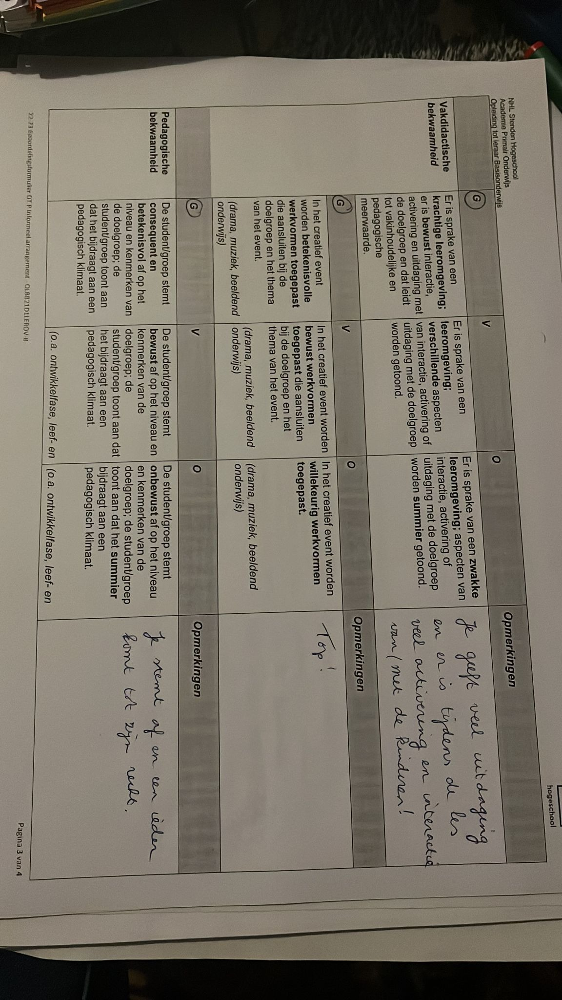 NHL Stenden Hogeschool
Academie Primair Onderwijs
Opleiding tot leraar Basisonderwijs
hogeschool
G
V
O
Opmerkingen
Vakdidactische
bekwaamheid
Er is sprake van een
krachtige leeromgeving;
er is bewust interactie,
activering en uitdaging met
de doelgroep en dat leidt
tot vakinhoudelijke en
pedagogische
meerwaarde.
Er is sprake van een
leeromgeving;
verschillende aspecten
van interactie, activering of
uitdaging met de doelgroep
worden getoond.
Er is sprake van een zwakke
leeromgeving; aspecten van
interactie, activering of
uitdaging met de doelgroep
worden summier getoond.
Je geeft veel uitdaging
en er is tijdens de les
veel activering en interactie
van/met de kinderen!
G
V
O
Opmerkingen
In het creatief event
worden betekenisvolle
werkvormen toegepast
die aansluiten bij de
doelgroep en het thema
van het event.
(drama, muziek, beeldend
onderwijs)
In het creatief event worden
bewust werkvormen
toegepast die aansluiten
bij de doelgroep en het
thema van het event.
(drama, muziek, beeldend
onderwijs)
In het creatief event worden
willekeurig werkvormen
toegepast.
(drama, muziek, beeldend
onderwijs)
Top!
G
V
O
Opmerkingen
Pedagogische
bekwaamheid
De student/groep stemt
consequent en
betekenisvol af op het
niveau en kenmerken van
de doelgroep; de
student/groep toont aan
dat het bijdraagt aan een
pedagogisch klimaat.
De student/groep stemt
bewust af op het niveau en
kenmerken van de
doelgroep; de
student/groep toont aan dat
het bijdraagt aan een
pedagogisch klimaat.
(o.a. ontwikkelfase, leef- en
De student/groep stemt
onbewust af op het niveau
en kenmerken van de
doelgroep; de student/groep
toont aan dat het summier
bijdraagt aan een
pedagogisch klimaat.
(o.a. ontwikkelfase, leef- en
Je stemt af en een ieder
komt tot zijn recht.
22-23 Beoordelingsformulier DT P Informeel arrangement OLBB21D1LEROV-B
Pagina 3 van 4